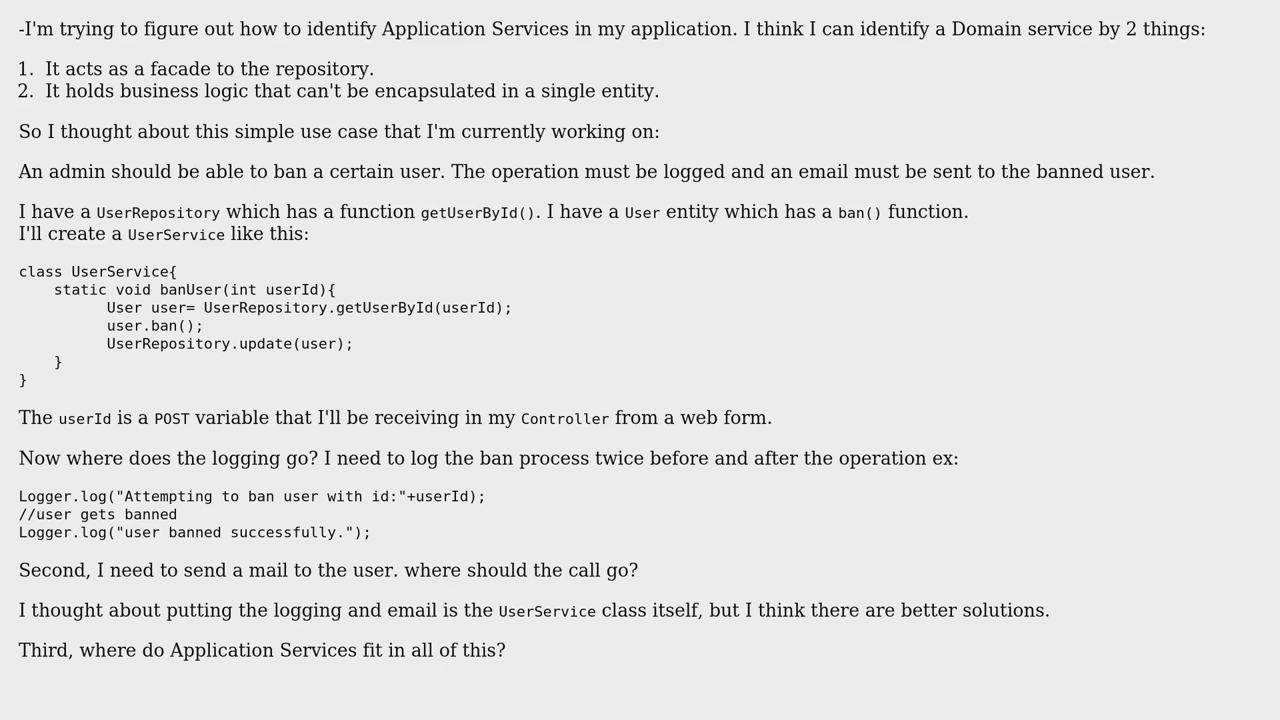 -I'm trying to figure out how to identify Application Services in my application. I think I can identify a Domain service by 2 things:
1. It acts as a facade to the repository.
2. It holds business logic that can't be encapsulated in a single entity.
So I thought about this simple use case that I'm currently working on:
An admin should be able to ban a certain user. The operation must be logged and an email must be sent to the banned user.
I have a UserRepository which has a function getUserById(). I have a User entity which has a ban() function.
I'll create a UserService like this:
class UserService{
    static void banUser(int userId){
          User user= UserRepository.getUserById(userId);
          user.ban();
          UserRepository.update(user);
    }
}
The userId is a POST variable that I'll be receiving in my Controller from a web form.
Now where does the logging go? I need to log the ban process twice before and after the operation ex:
Logger.log("Attempting to ban user with id:"+userId);
//user gets banned
Logger.log("user banned successfully.");
Second, I need to send a mail to the user. where should the call go?
I thought about putting the logging and email is the UserService class itself, but I think there are better solutions.
Third, where do Application Services fit in all of this?